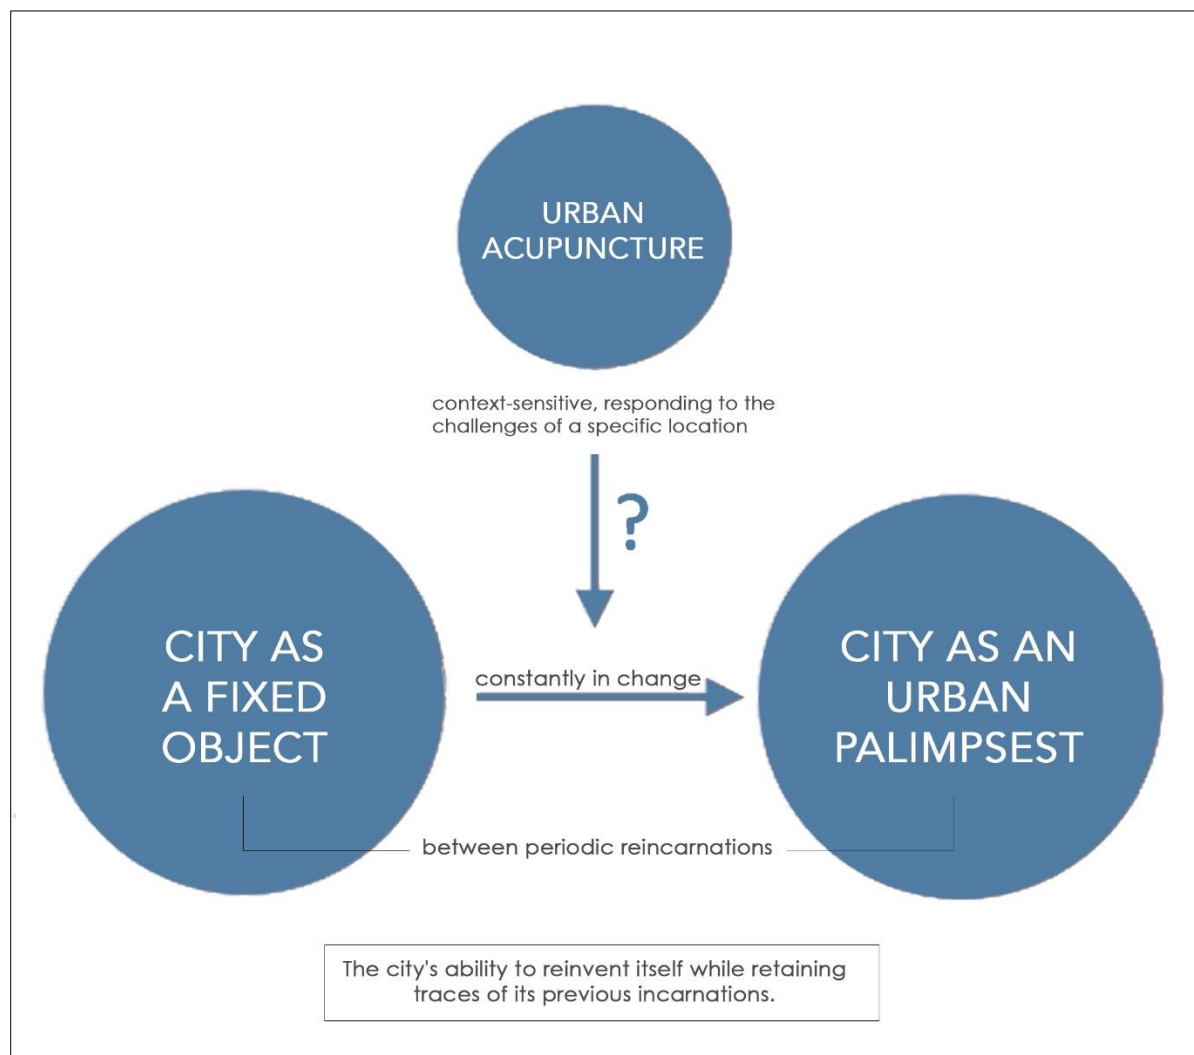 URBAN
ACUPUNCTURE
context-sensitive, responding to the
challenges of a specific location
?
CITY AS
A FIXED
OBJECT
constantly in change
CITY AS AN
URBAN
PALIMPSEST
between periodic reincarnations
The city's ability to reinvent itself while retaining
traces of its previous incarnations.